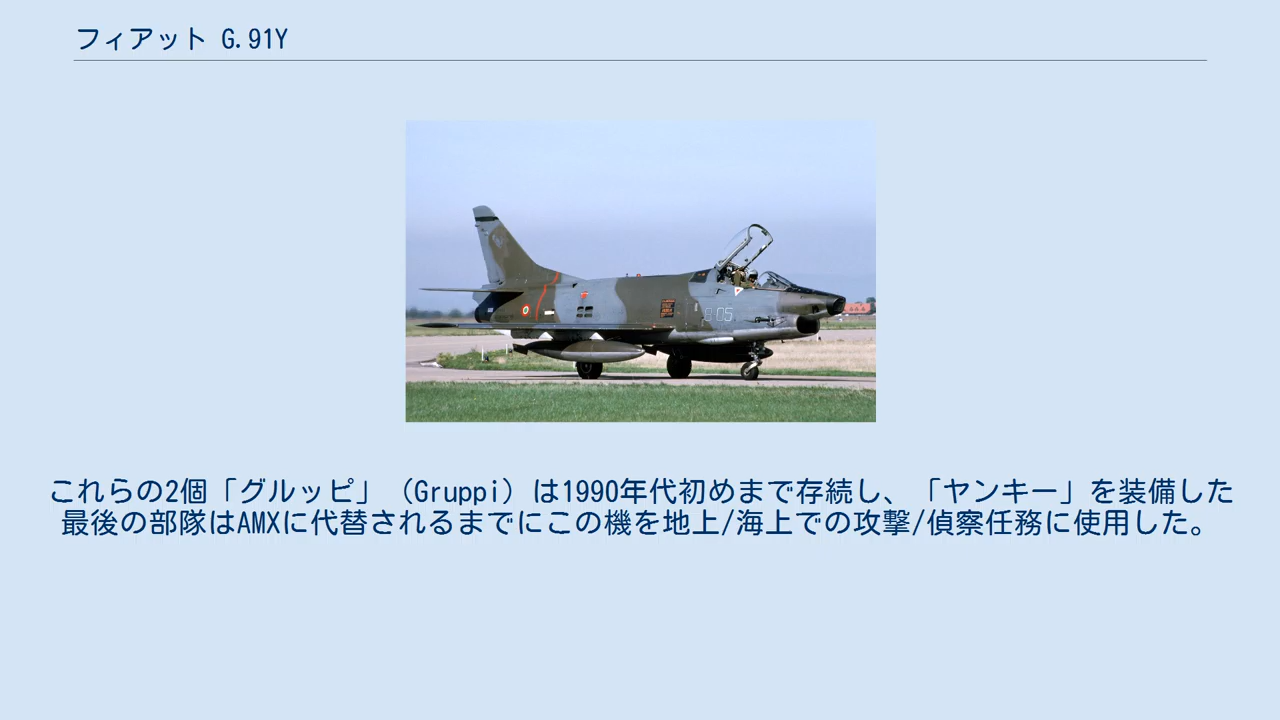 フィアット G.91Y
8 05
これらの2個「グルッピ」（Gruppi）は1990年代初めまで存続し、「ヤンキー」を装備した
最後の部隊はAMXに代替されるまでにこの機を地上/海上での攻撃/偵察任務に使用した。